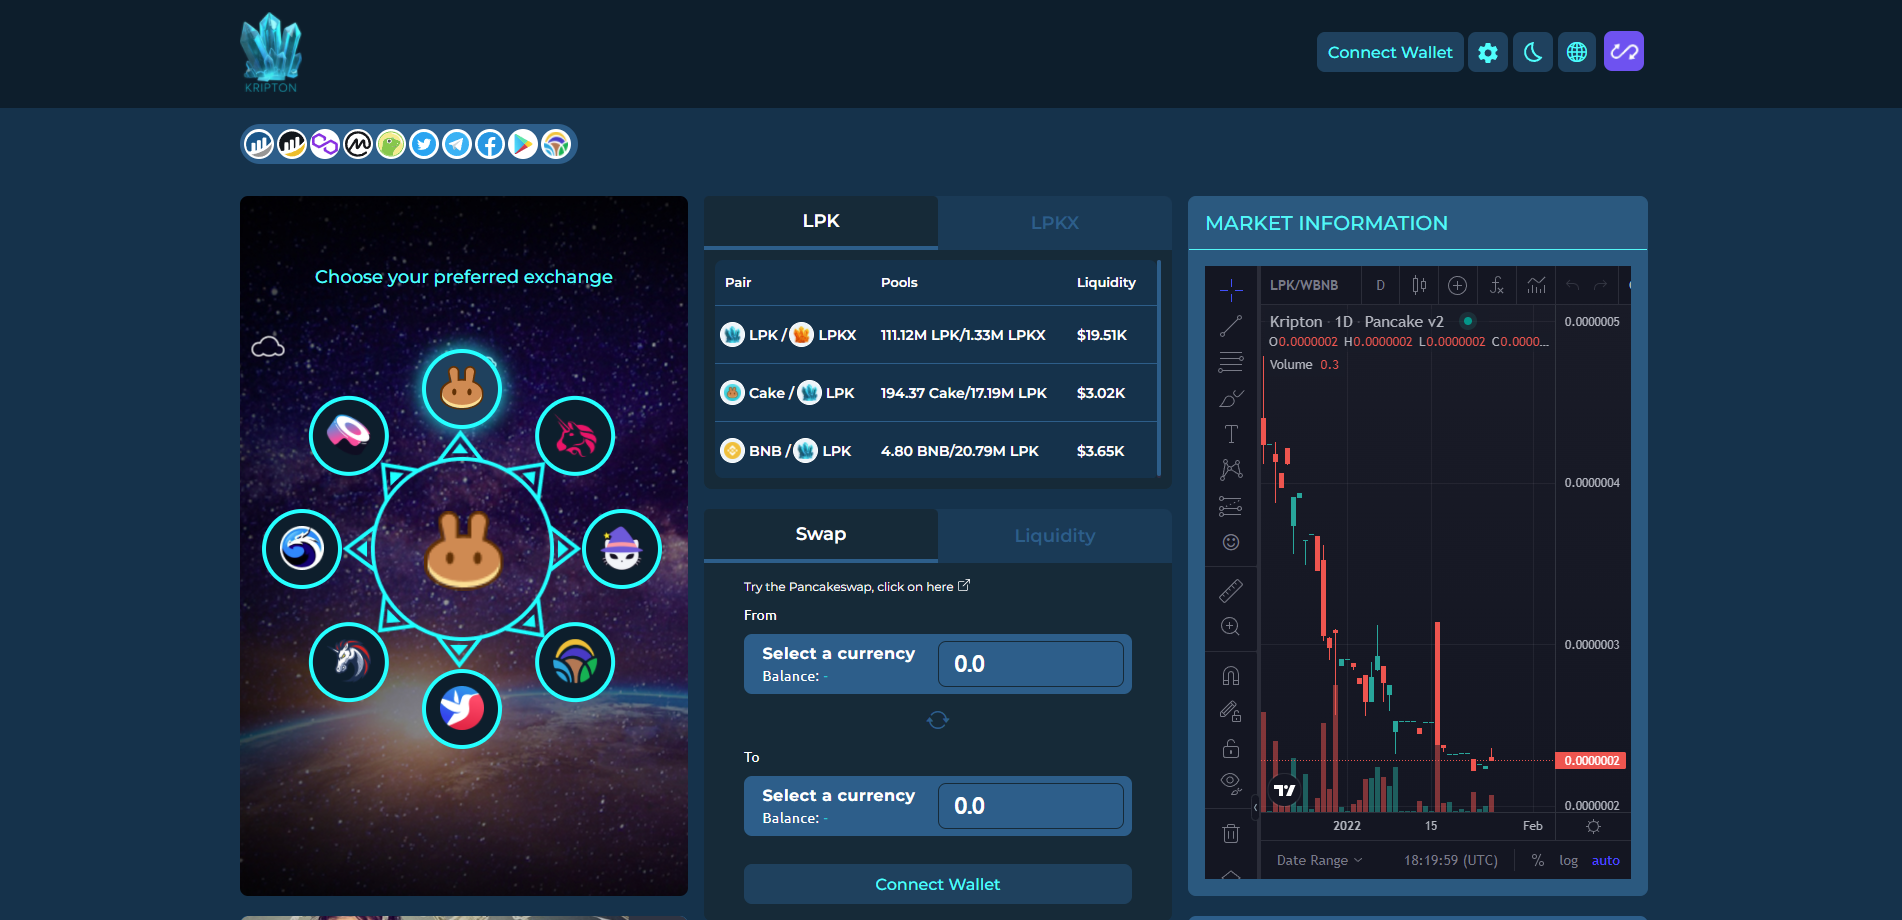 KRIPTON
Connect Wallet
Choose your preferred exchange
LPK
LPKX
Pair Pools Liquidity
LPK / LPKX 111.12M LPK/1.33M LPKX $19.51K
Cake / LPK 194.37 Cake/17.19M LPK $3.02K
BNB / LPK 4.80 BNB/20.79M LPK $3.65K
Swap
Liquidity
Try the Pancakeswap, click on here
From
Select a currency
Balance: -
0.0
To
Select a currency
Balance: -
0.0
Connect Wallet
MARKET INFORMATION
LPK/WBNB D
Kripton · 1D · Pancake v2
O0.0000002 H0.0000002 L0.0000002 C0.0000...
Volume 0.3
0.0000005
0.0000004
0.0000003
0.0000002
0.0000002
2022 15 Feb
Date Range 18:19:59 (UTC) % log auto